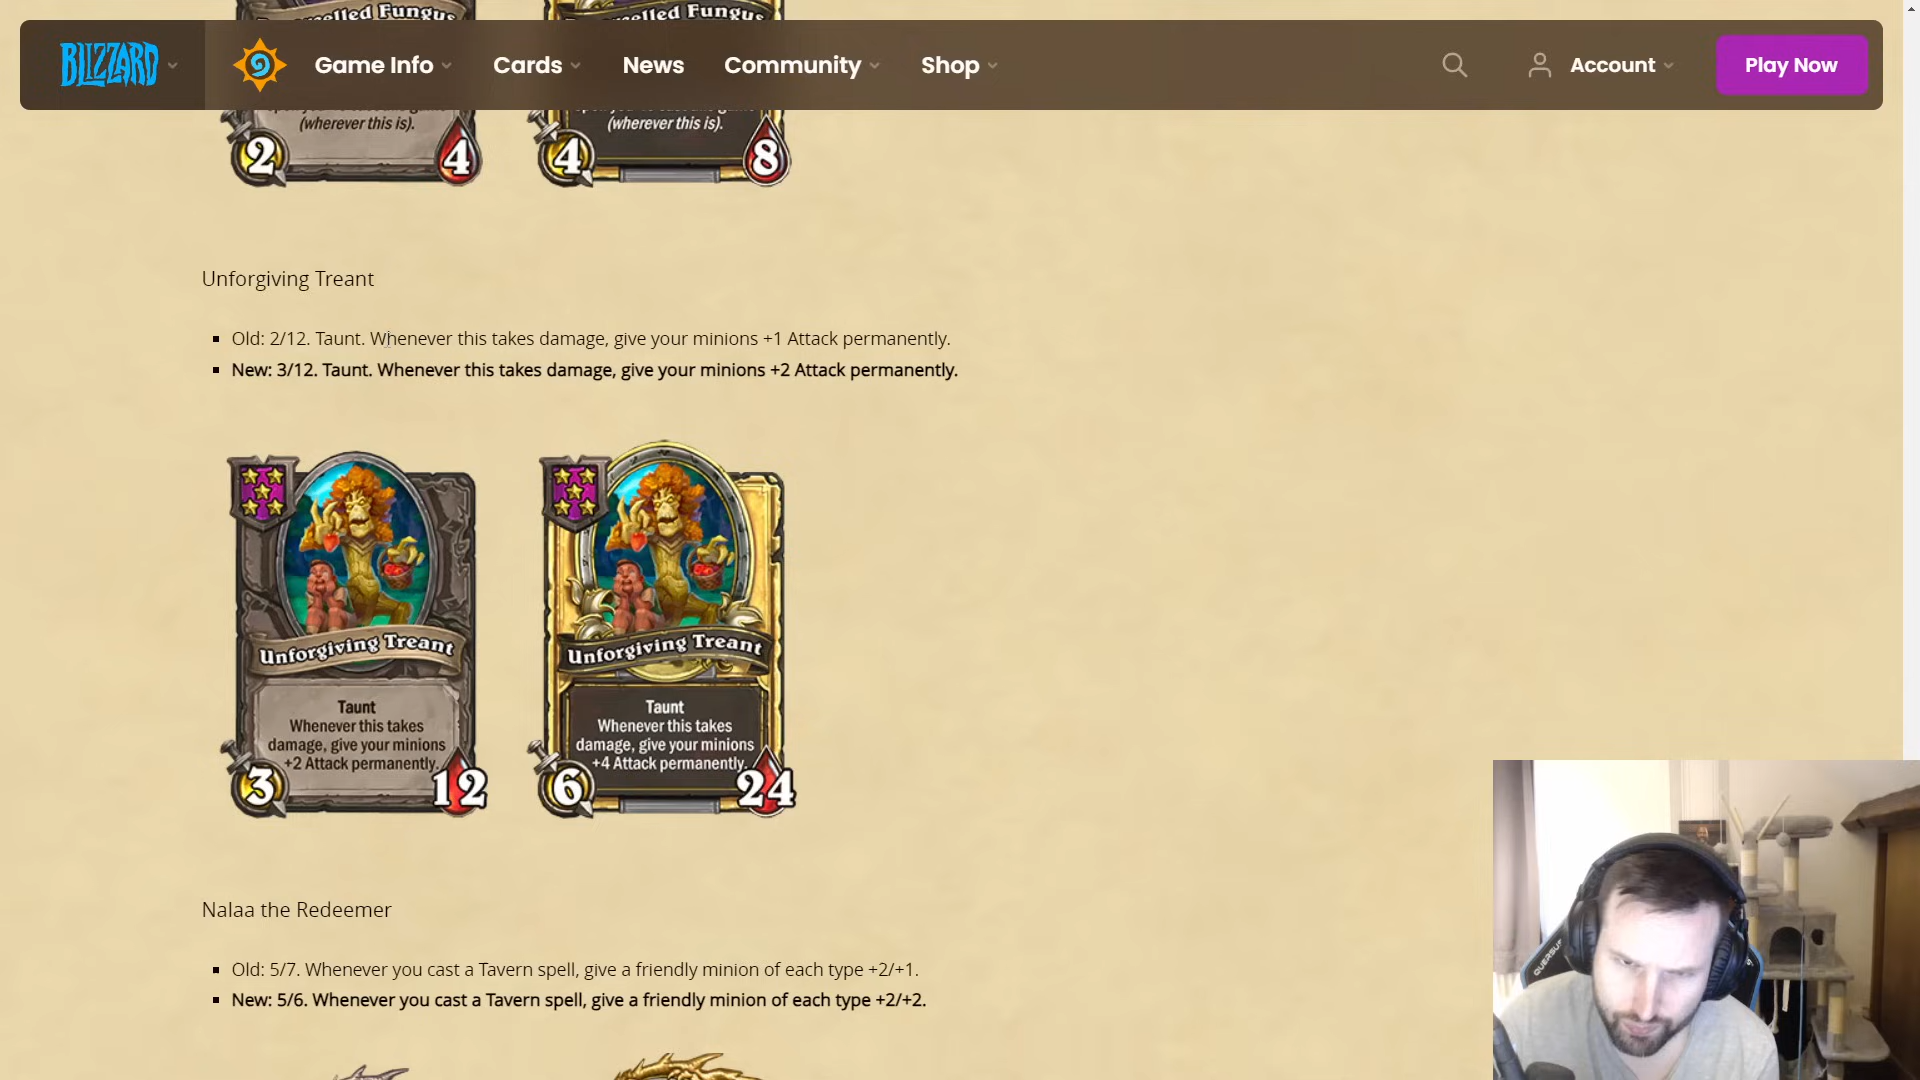 elled Fungus
elled Fungus
BLIZZARD
Game Info
Cards
News
Community
Shop
Account
Play Now
(wherever this is).
(wherever this is).
2
4
4
8
Unforgiving Treant
Old: 2/12. Taunt. Whenever this takes damage, give your minions +1 Attack permanently.
New: 3/12. Taunt. Whenever this takes damage, give your minions +2 Attack permanently.
Unforgiving Treant
Taunt
Whenever this takes
damage, give your minions
+2 Attack permanently.
3
12
Unforgiving Treant
Taunt
Whenever this takes
damage, give your minions
+4 Attack permanently.
6
24
Nalaa the Redeemer
Old: 5/7. Whenever you cast a Tavern spell, give a friendly minion of each type +2/+1.
New: 5/6. Whenever you cast a Tavern spell, give a friendly minion of each type +2/+2.
QUERSUS